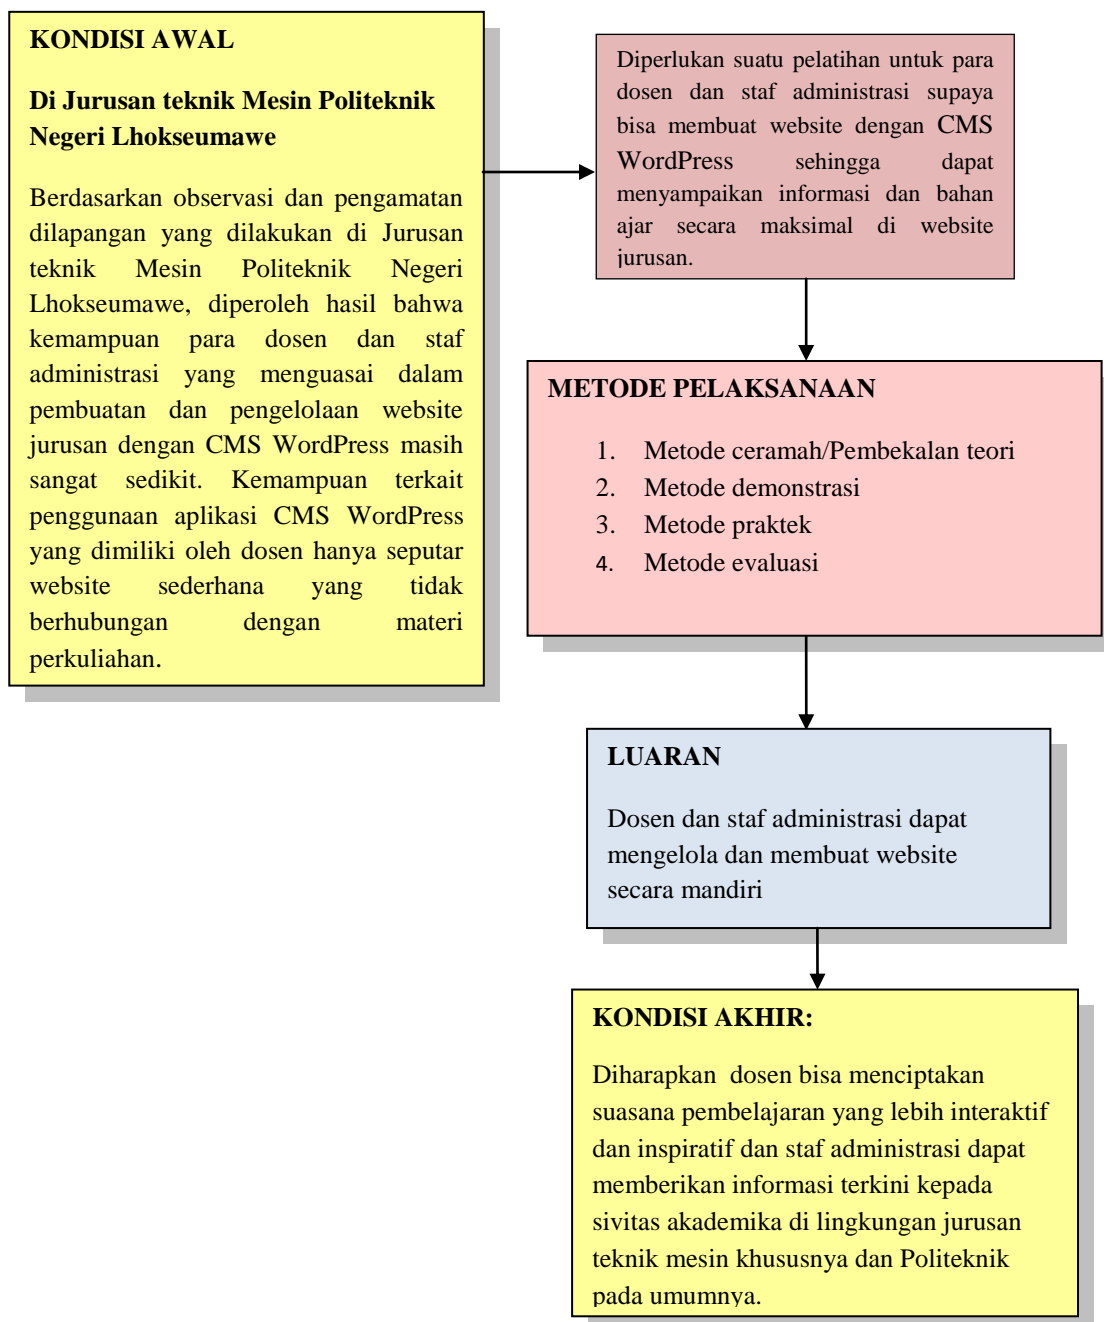 KONDISI AWAL
Di Jurusan teknik Mesin Politeknik
Negeri Lhokseumawe
Berdasarkan observasi dan pengamatan
dilapangan yang dilakukan di Jurusan
teknik Mesin Politeknik Negeri
Lhokseumawe, diperoleh hasil bahwa
kemampuan para dosen dan staf
administrasi yang menguasai dalam
pembuatan dan pengelolaan website
jurusan dengan CMS WordPress masih
sangat sedikit. Kemampuan terkait
penggunaan aplikasi CMS WordPress
yang dimiliki oleh dosen hanya seputar
website sederhana yang tidak
berhubungan dengan materi
perkuliahan.
Diperlukan suatu pelatihan untuk para
dosen dan staf administrasi supaya
bisa membuat website dengan CMS
WordPress sehingga dapat
menyampaikan informasi dan bahan
ajar secara maksimal di website
jurusan.
METODE PELAKSANAAN
1. Metode ceramah/Pembekalan teori
2. Metode demonstrasi
3. Metode praktek
4. Metode evaluasi
LUARAN
Dosen dan staf administrasi dapat
mengelola dan membuat website
secara mandiri
KONDISI AKHIR:
Diharapkan dosen bisa menciptakan
suasana pembelajaran yang lebih interaktif
dan inspiratif dan staf administrasi dapat
memberikan informasi terkini kepada
sivitas akademika di lingkungan jurusan
teknik mesin khususnya dan Politeknik
pada umumnya.